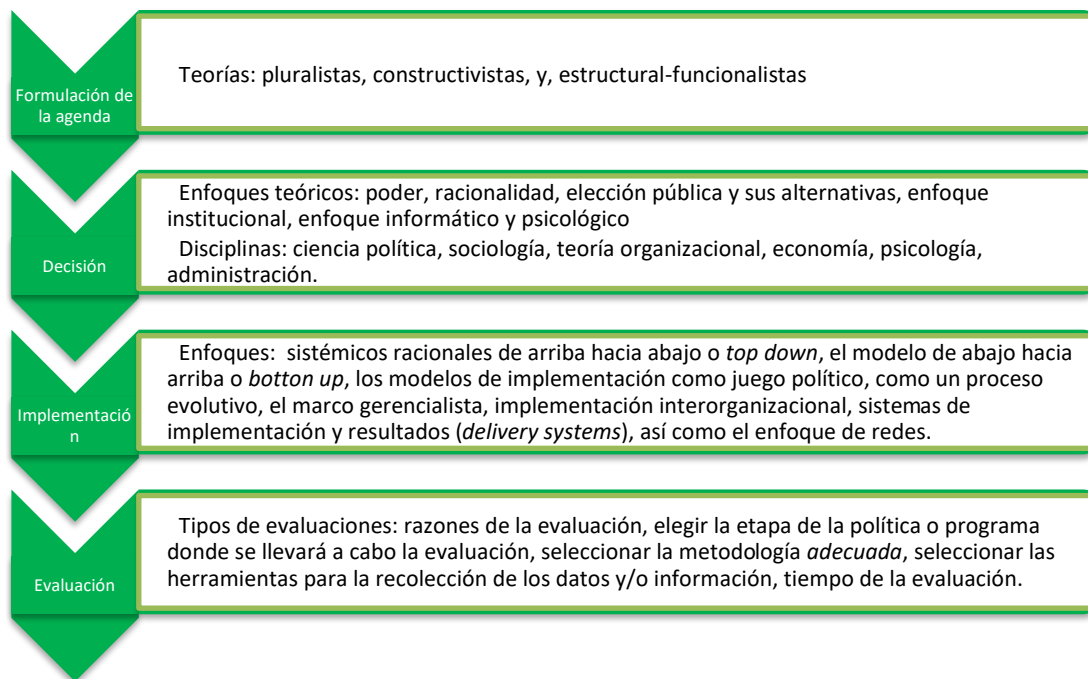 Formulación de
la agenda
Teorías: pluralistas, constructivistas, y, estructural-funcionalistas
Decisión
Enfoques teóricos: poder, racionalidad, elección pública y sus alternativas, enfoque
institucional, enfoque informático y psicológico
Disciplinas: ciencia política, sociología, teoría organizacional, economía, psicología,
administración.
Implementació
n
Enfoques: sistémicos racionales de arriba hacia abajo o top down, el modelo de abajo hacia
arriba o botton up, los modelos de implementación como juego político, como un proceso
evolutivo, el marco gerencialista, implementación interorganizacional, sistemas de
implementación y resultados (delivery systems), así como el enfoque de redes.
Evaluación
Tipos de evaluaciones: razones de la evaluación, elegir la etapa de la política o programa
donde se llevará a cabo la evaluación, seleccionar la metodología adecuada, seleccionar las
herramientas para la recolección de los datos y/o información, tiempo de la evaluación.